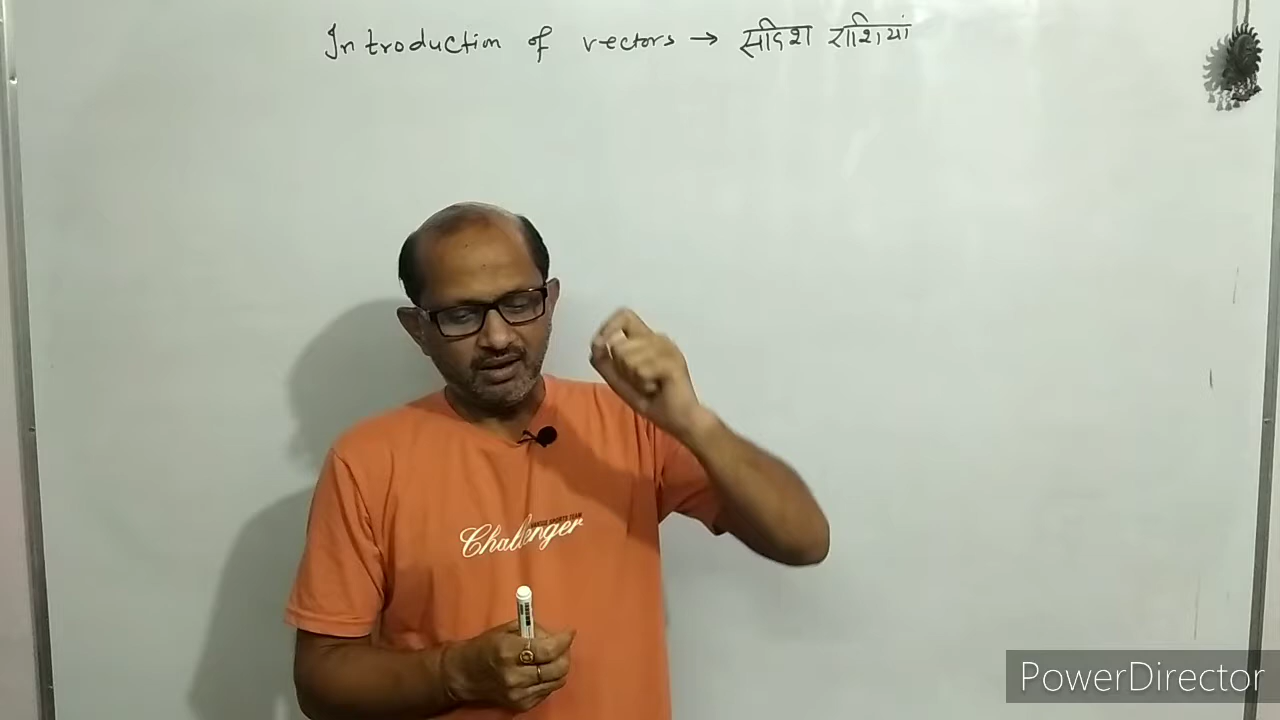 Introduction of vectors → सदिश राशियां
Challenger
PowerDirector